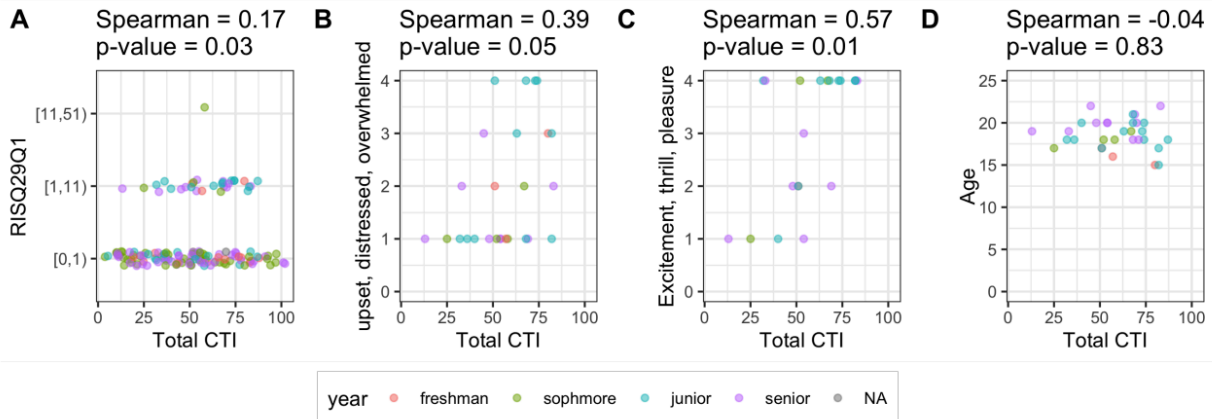 A
Spearman = 0.17
p-value = 0.03
RISQ29Q1
[11,51)
[1,11)
[0,1)
0 25 50 75 100
Total CTI
B
Spearman = 0.39
p-value = 0.05
upset, distressed, overwhelmed
4
3
2
1
0
0 25 50 75 100
Total CTI
C
Spearman = 0.57
p-value = 0.01
Excitement, thrill, pleasure
4
3
2
1
0
0 25 50 75 100
Total CTI
D
Spearman = -0.04
p-value = 0.83
Age
25
20
15
10
5
0
0 25 50 75 100
Total CTI
year freshman sophmore junior senior NA